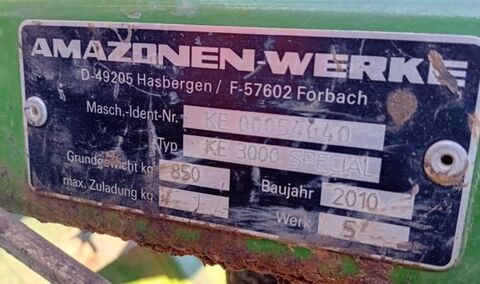 AMAZONEN-WERKE
D-49205 Hasbergen / F-57602 Forbach
Masch.-Ident-Nr. KE 00054040
Typ KE 3000 SPECIAL
Grundgewicht kg 850 Baujahr 2010
max. Zuladung kg Werk 5